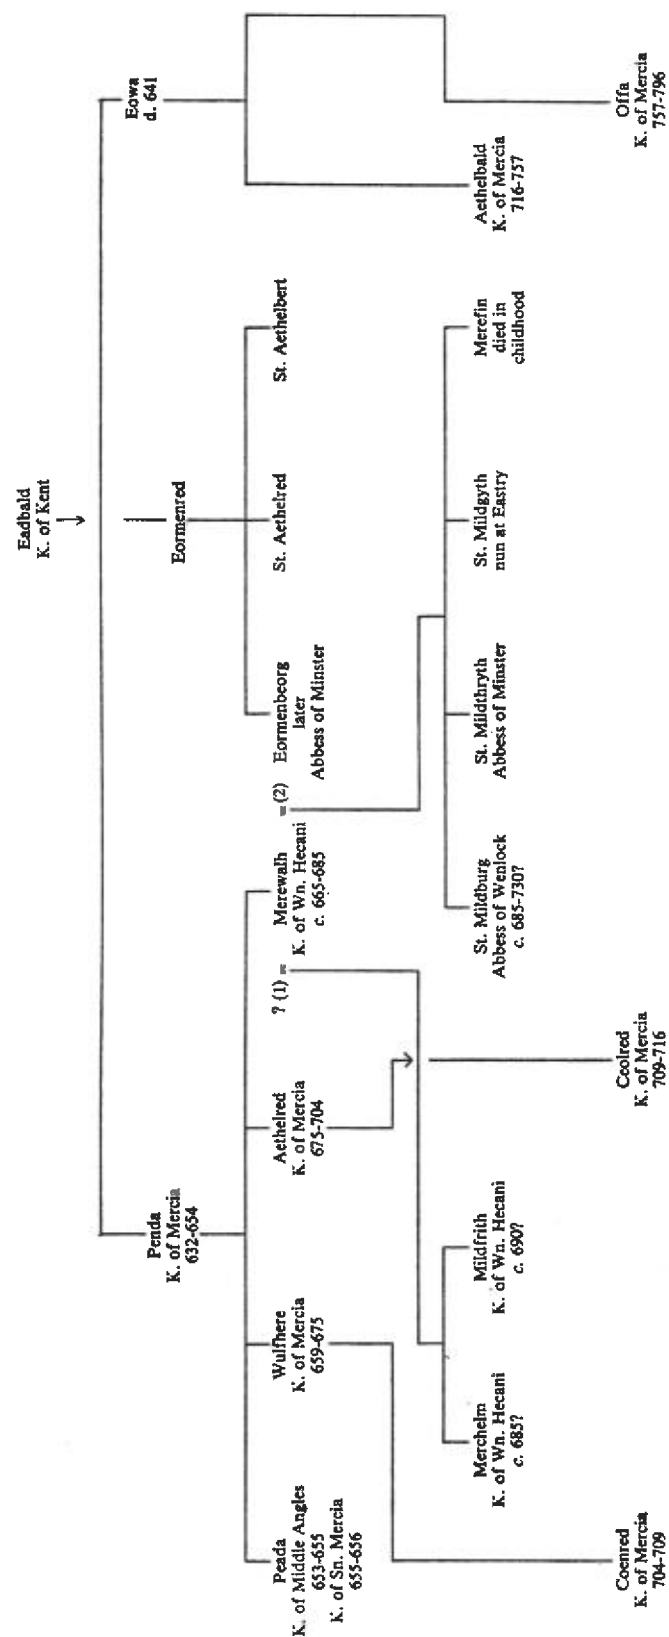 Eadbald
K. of Kent
Penda
K. of Mercia
632-654
Eormenred
Eowa
d. 641
Peada
K. of Middle Angles
653-655
K. of Sn. Mercia
655-656
Wulfhere
K. of Mercia
659-675
Aethelred
K. of Mercia
675-704
? (1) =
Merewalh
K. of Wn. Hecani
c. 665-685
= (2)
Eormenbeorg
later
Abbess of Minster
St. Aethelred
St. Aethelbert
Merchelm
K. of Wn. Hecani
c. 685?
Mildfrith
K. of Wn. Hecani
c. 690?
St. Mildburg
Abbess of Wenlock
c. 685-730?
St. Mildthryth
Abbess of Minster
St. Mildgyth
nun at Eastry
Merefin
died in
childhood
Aethelbald
K. of Mercia
716-757
Coenred
K. of Mercia
704-709
Ceolred
K. of Mercia
709-716
Offa
K. of Mercia
757-796